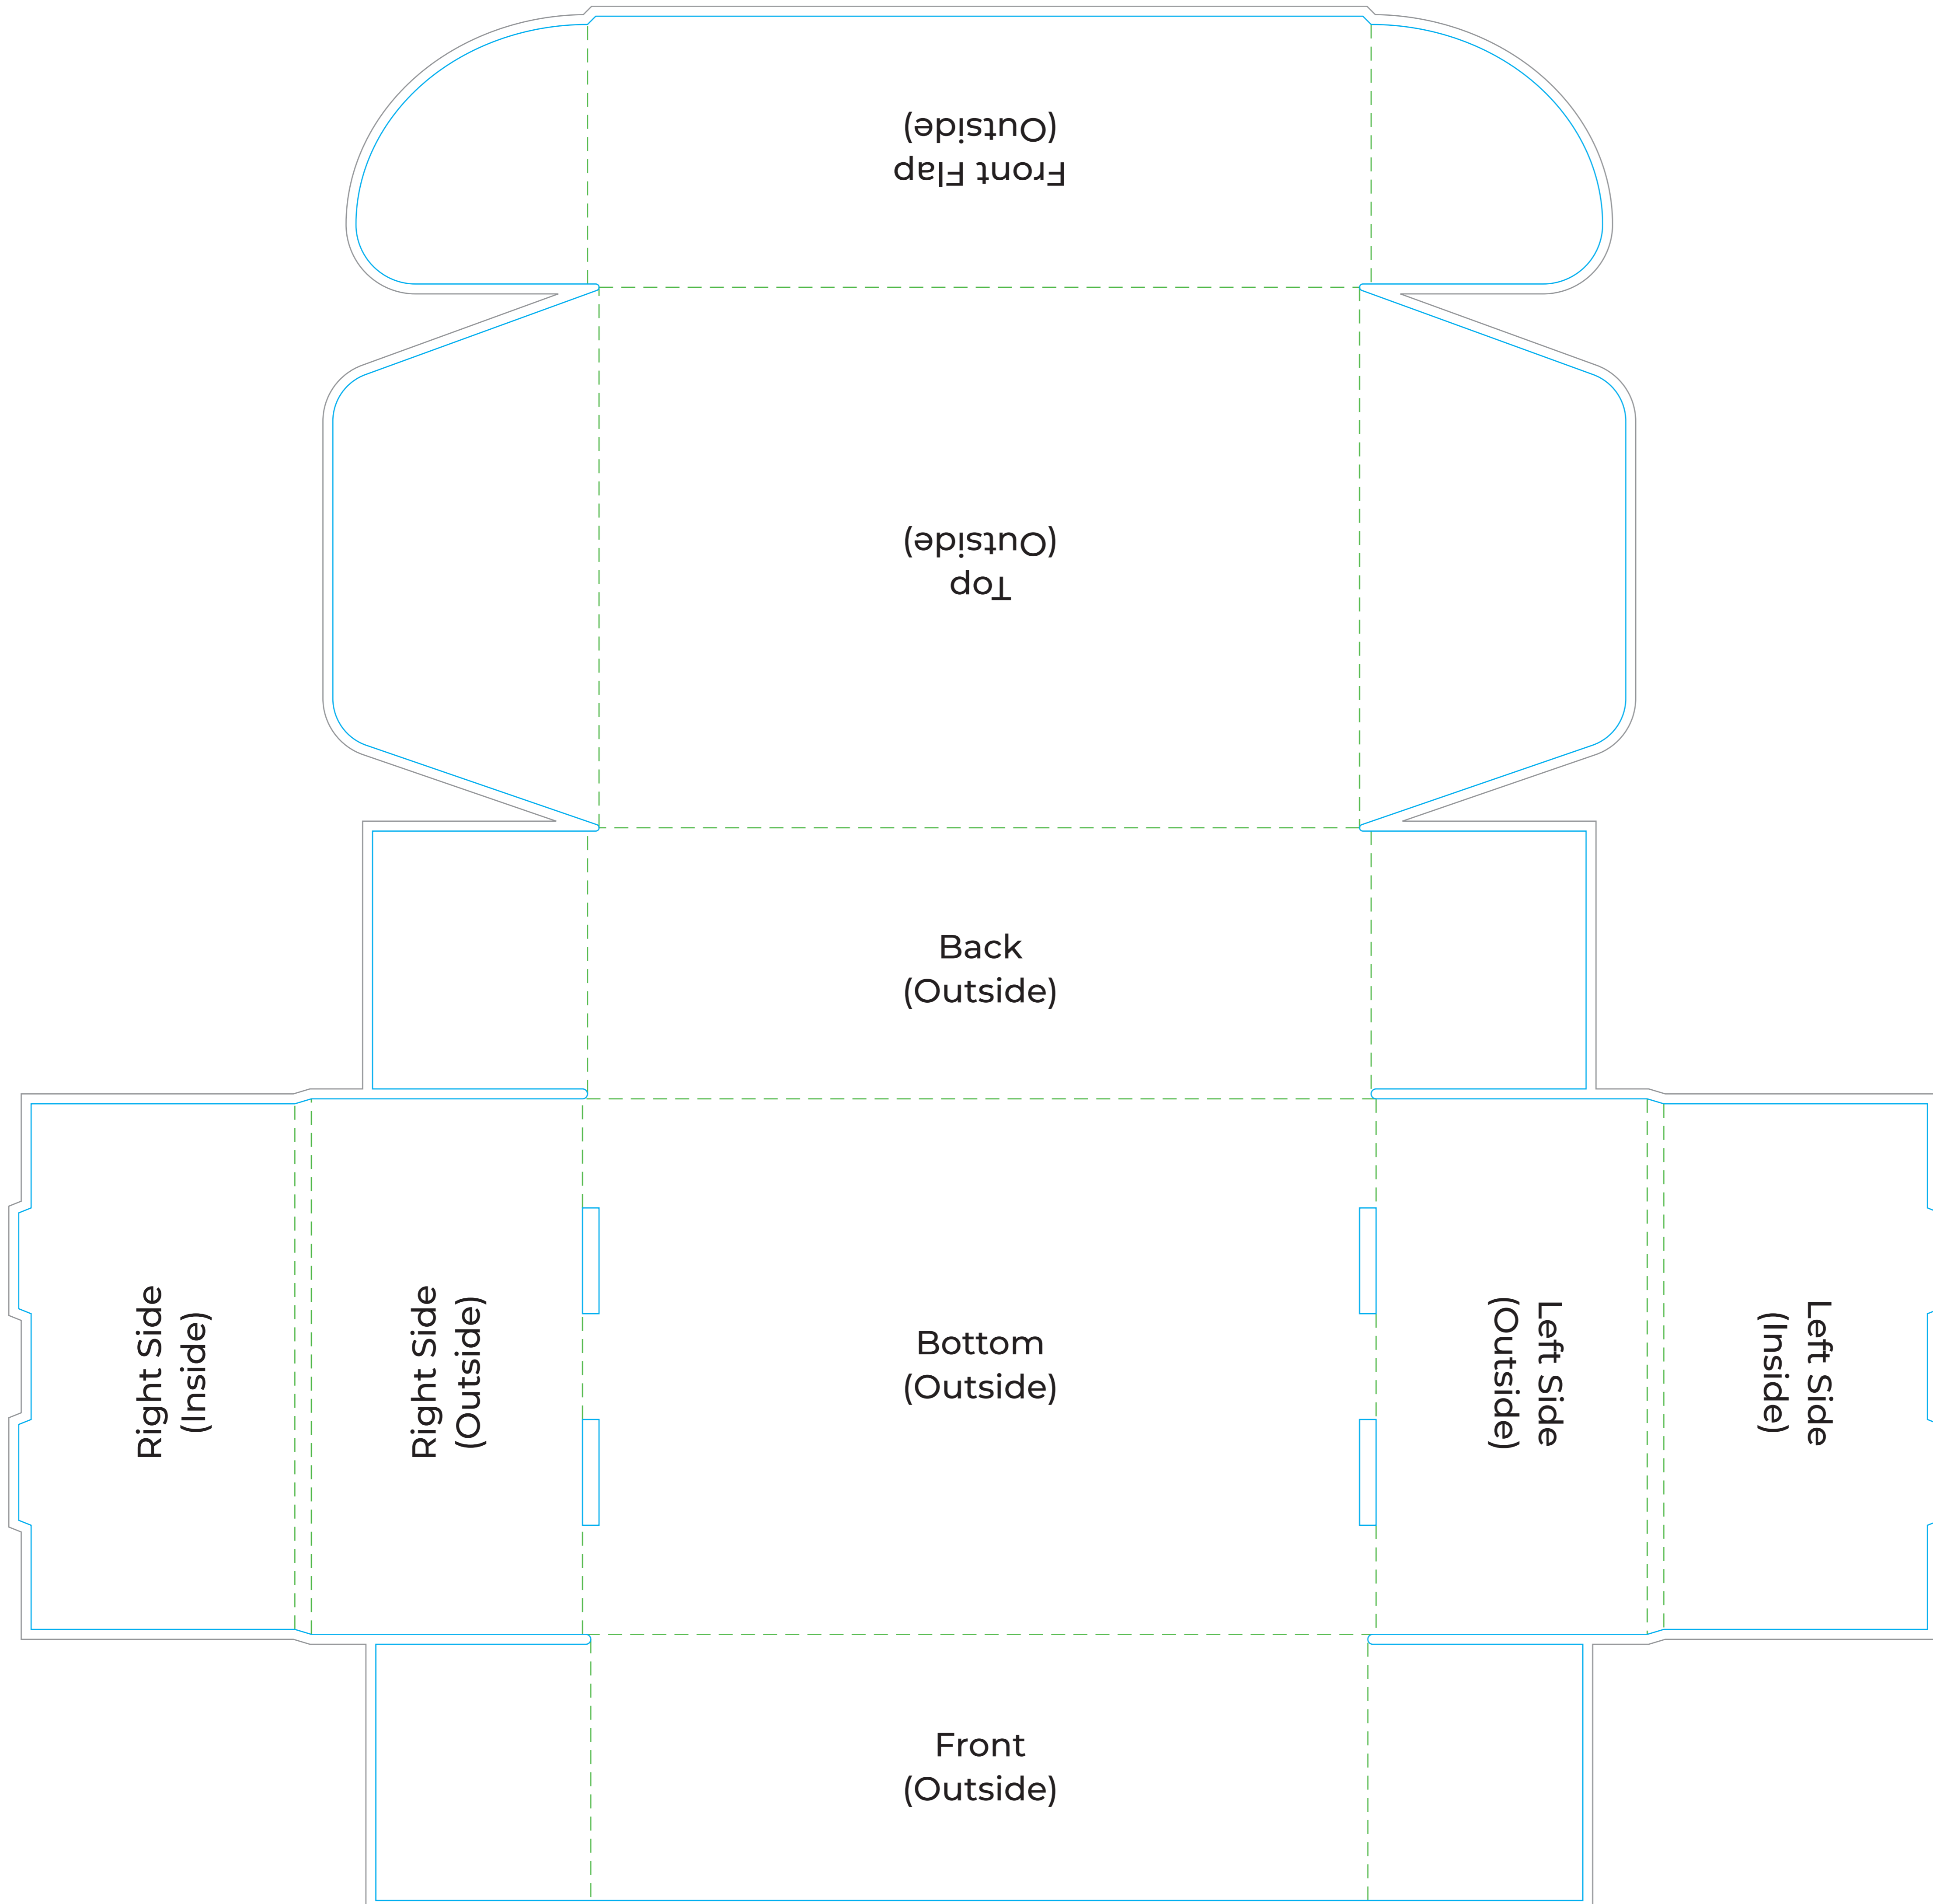 Front Flap
(Outside)
Top
(Outside)
Back
(Outside)
Right Side
(Inside)
Right Side
(Outside)
Bottom
(Outside)
Left Side
(Outside)
Left Side
(Inside)
Front
(Outside)